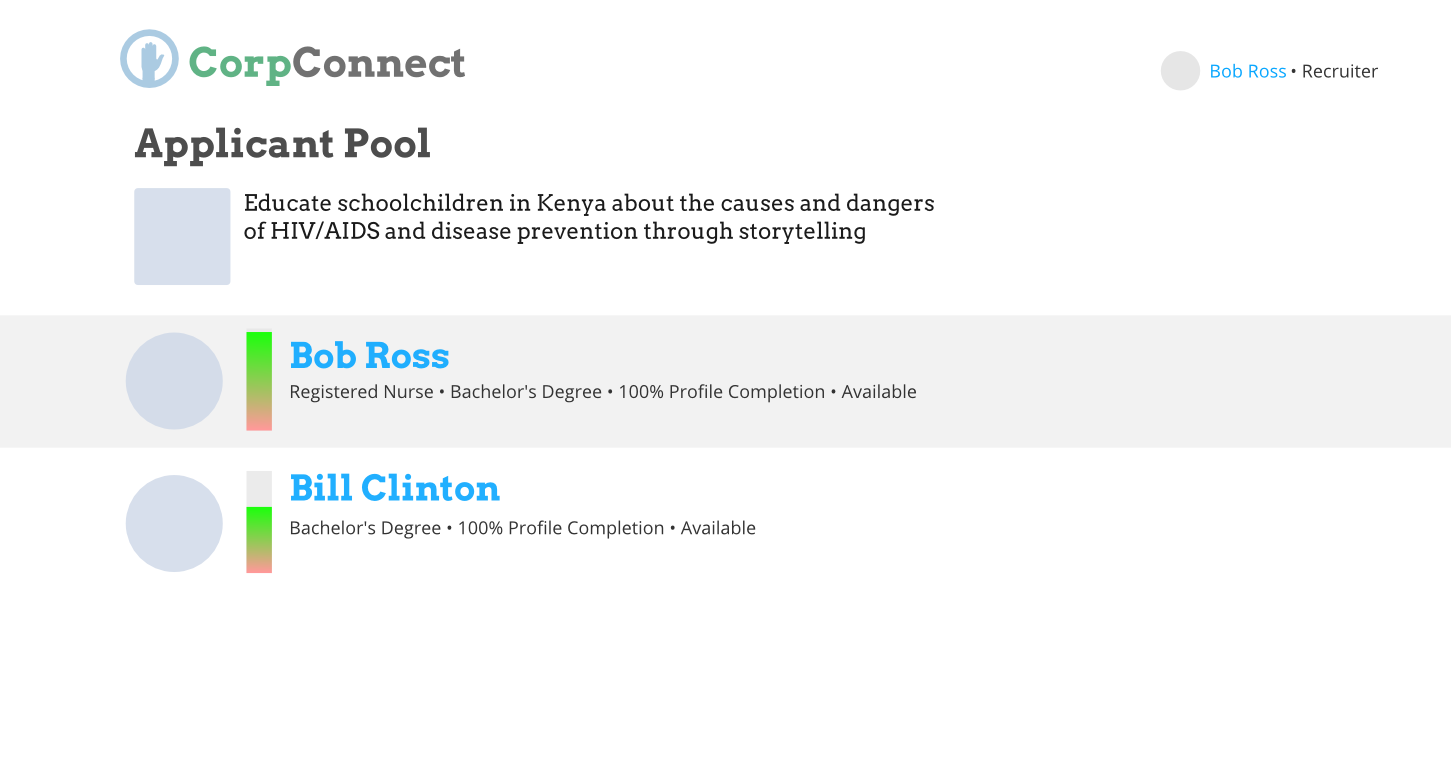 CorpConnect
Bob Ross • Recruiter
Applicant Pool
Educate schoolchildren in Kenya about the causes and dangers
of HIV/AIDS and disease prevention through storytelling
Bob Ross
Registered Nurse • Bachelor's Degree • 100% Profile Completion • Available
Bill Clinton
Bachelor's Degree • 100% Profile Completion • Available